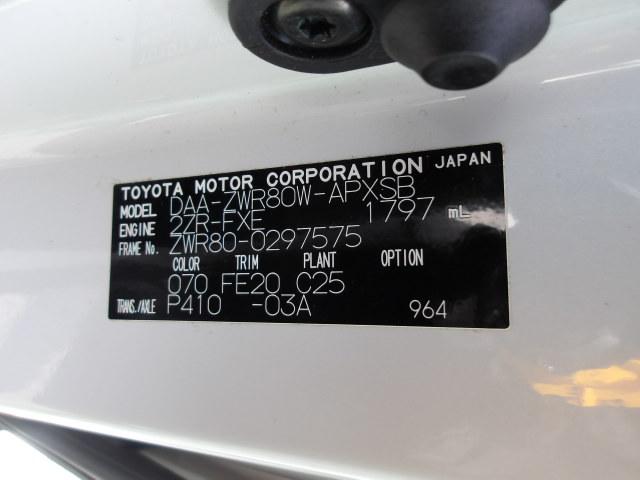 TOYOTA MOTOR CORPORATION JAPAN
MODEL DAA-ZWR80W-APXSB
ENGINE 2ZR-FXE 1797 mL
FRAME No. ZWR80-0297575
COLOR TRIM PLANT OPTION
070 FE20 C25
TRANS./AXLE P410 -03A 964